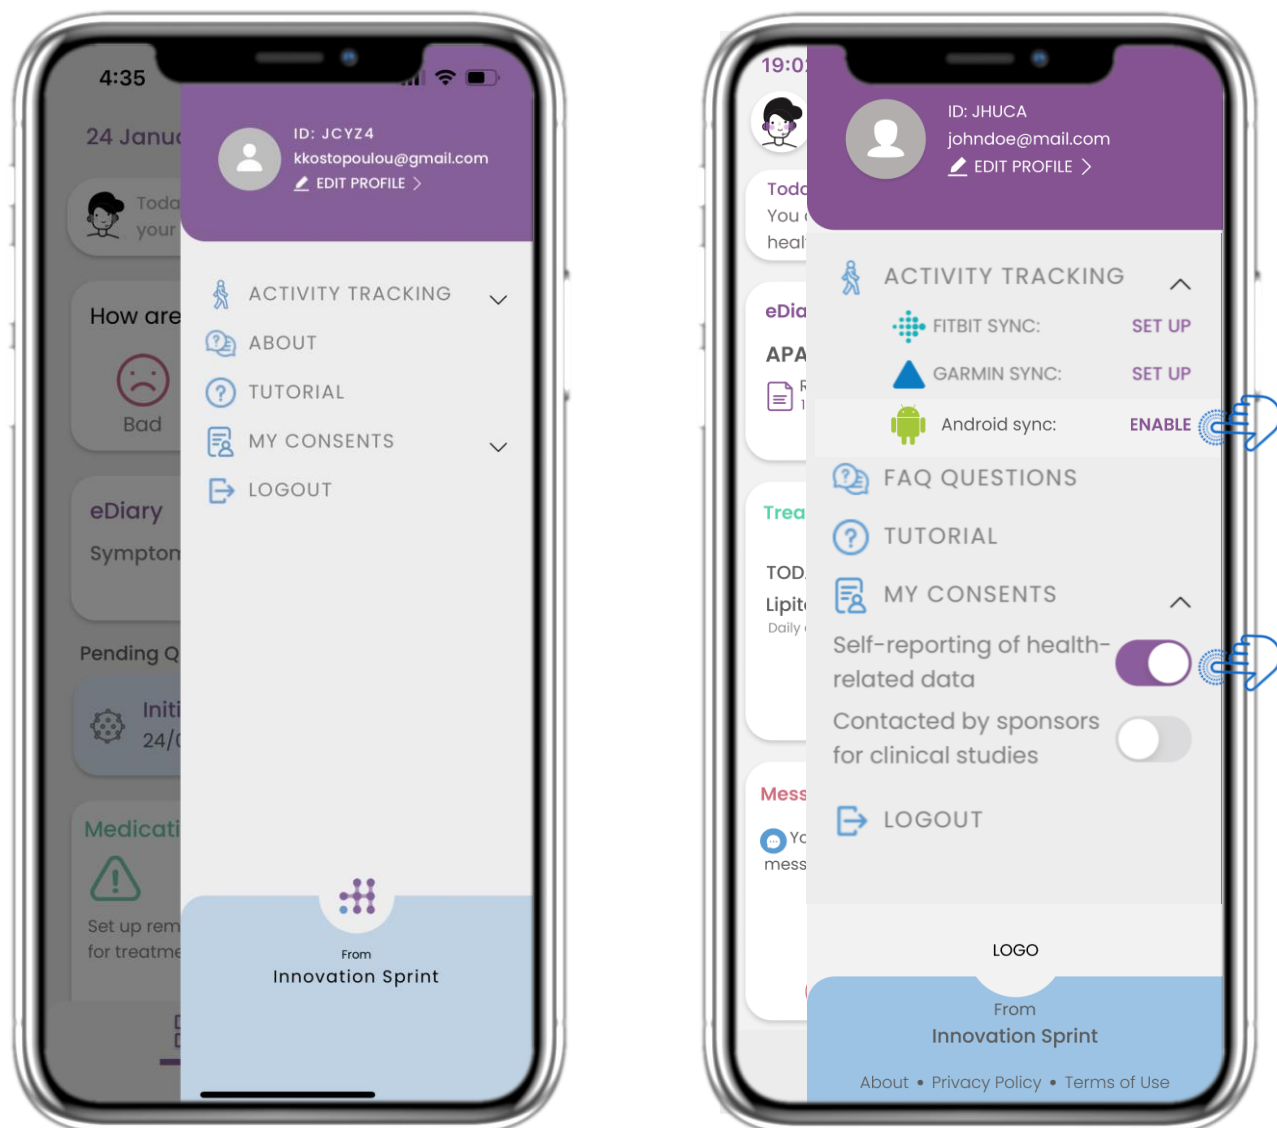 4:35
24 Janua
ID: JCYZ4
kkostopoulou@gmail.com
EDIT PROFILE >
Toda
your
How are
Bad
ACTIVITY TRACKING
ABOUT
TUTORIAL
MY CONSENTS
LOGOUT
eDiary
Symptom
Pending Q
Initi
24/0
Medicati
Set up rem
for treatme
From
Innovation Sprint
19:02
ID: JHUCA
johndoe@mail.com
EDIT PROFILE >
Toda
You
heal
ACTIVITY TRACKING
FITBIT SYNC: SET UP
GARMIN SYNC: SET UP
Android sync: ENABLE
eDia
APA
R
1
FAQ QUESTIONS
TUTORIAL
MY CONSENTS
Self-reporting of health-
related data
Contacted by sponsors
for clinical studies
LOGOUT
Trea
TOD
Lipit
Daily
Mess
Yo
mess
LOGO
From
Innovation Sprint
About • Privacy Policy • Terms of Use